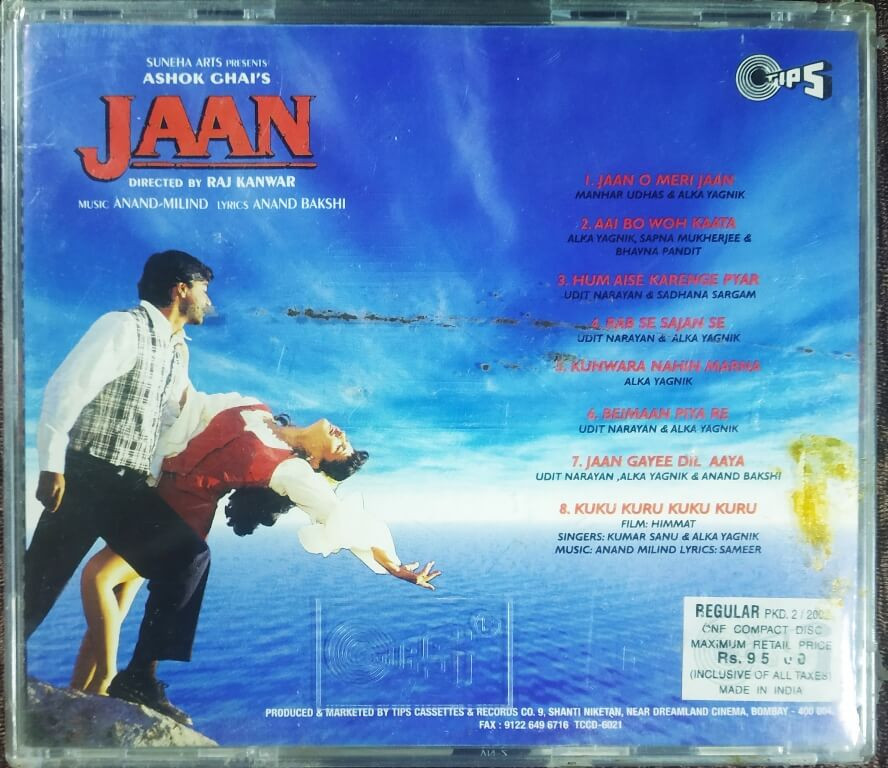 SUNEHA ARTS PRESENTS
ASHOK GHAI'S
JAAN
DIRECTED BY RAJ KANWAR
MUSIC ANAND-MILIND LYRICS ANAND BAKSHI
TIPS
1. JAAN O MERI JAAN
MANHAR UDHAS & ALKA YAGNIK
2. AAI BO WOH KAATA
ALKA YAGNIK, SAPNA MUKHERJEE &
BHAVNA PANDIT
3. HUM AISE KARENGE PYAR
UDIT NARAYAN & SADHANA SARGAM
4. RAB SE SAJAN SE
UDIT NARAYAN & ALKA YAGNIK
5. KUNWARA NAHIN MARNA
ALKA YAGNIK
6. BEIMAAN PIYA RE
UDIT NARAYAN & ALKA YAGNIK
7. JAAN GAYEE DIL AAYA
UDIT NARAYAN ,ALKA YAGNIK & ANAND BAKSHI
8. KUKU KURU KUKU KURU
FILM: HIMMAT
SINGERS: KUMAR SANU & ALKA YAGNIK
MUSIC: ANAND MILIND LYRICS: SAMEER
REGULAR PKD. 2/
ONE COMPACT DISC
MAXIMUM RETAIL PRICE
Rs. 95
(INCLUSIVE OF ALL TAXES)
MADE IN INDIA
PRODUCED & MARKETED BY TIPS CASSETTES & RECORDS CO. 9, SHANTI NIKETAN, NEAR DREAMLAND CINEMA, BOMBAY - 400 004.
FAX : 9122 649 6716 TCCD-6021